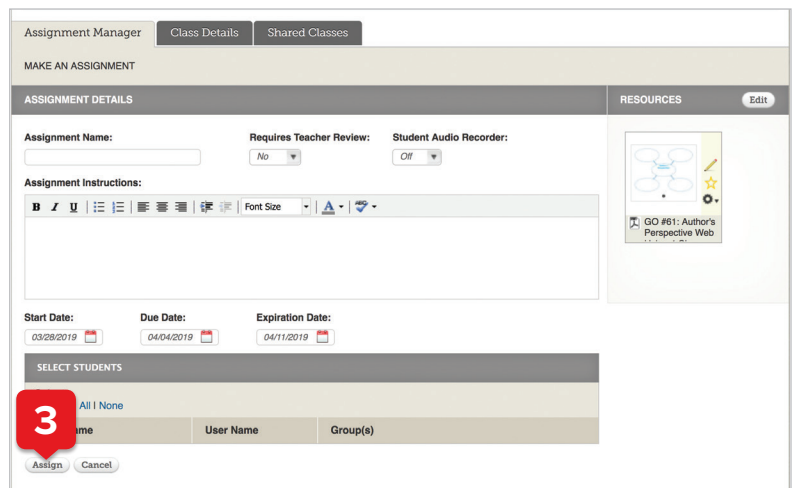 Assignment Manager Class Details Shared Classes
MAKE AN ASSIGNMENT
ASSIGNMENT DETAILS
RESOURCES Edit
Assignment Name: Requires Teacher Review: Student Audio Recorder:
No Off
Assignment Instructions:
B I U Font Size A ABC
GO #61: Author's
Perspective Web
Start Date: Due Date: Expiration Date:
03/28/2019 04/04/2019 04/11/2019
SELECT STUDENTS
All I None
3
me User Name Group(s)
Assign Cancel